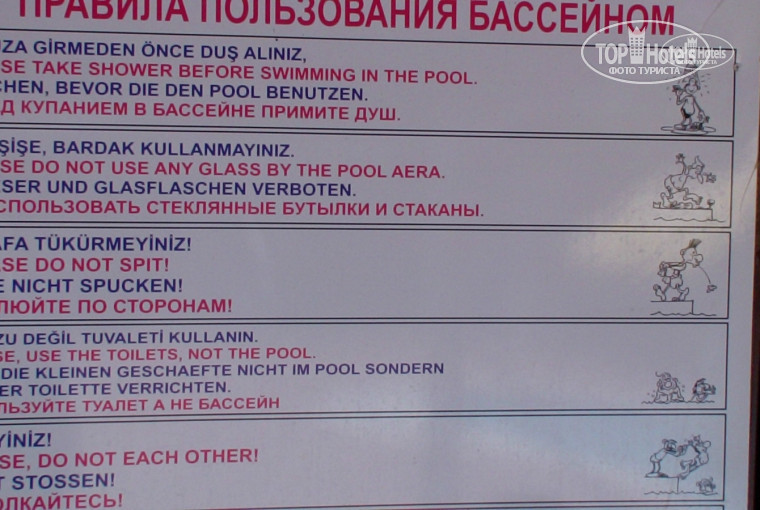 ПРАВИЛА ПОЛЬЗОВАНИЯ БАССЕЙНОМ
TOP Hotels
Hotels
ФОТО ТУРИСТА
ZA GİRMEDEN ÖNCE DUŞ ALINIZ,
SE TAKE SHOWER BEFORE SWIMMING IN THE POOL.
CHEN, BEVOR DIE DEN POOL BENUTZEN.
Д КУПАНИЕМ В БАССЕЙНЕ ПРИМИТЕ ДУШ.
ŞİŞE, BARDAK KULLANMAYINIZ.
SE DO NOT USE ANY GLASS BY THE POOL AERA.
SER UND GLASFLASCHEN VERBOTEN.
СПОЛЬЗОВАТЬ СТЕКЛЯННЫЕ БУТЫЛКИ И СТАКАНЫ.
AFA TÜKÜRMEYİNİZ!
SE DO NOT SPIT!
E NICHT SPUCKEN!
ЛЮЙТЕ ПО СТОРОНАМ!
ZU DEĞİL TUVALETİ KULLANIN.
SE, USE THE TOILETS, NOT THE POOL.
DIE KLEINEN GESCHAEFTE NICHT IM POOL SONDERN
ER TOILETTE VERRICHTEN.
ЛЬЗУЙТЕ ТУАЛЕТ А НЕ БАССЕЙН
YİNİZ!
SE, DO NOT EACH OTHER!
T STOSSEN!
ОЛКАЙТЕСЬ!